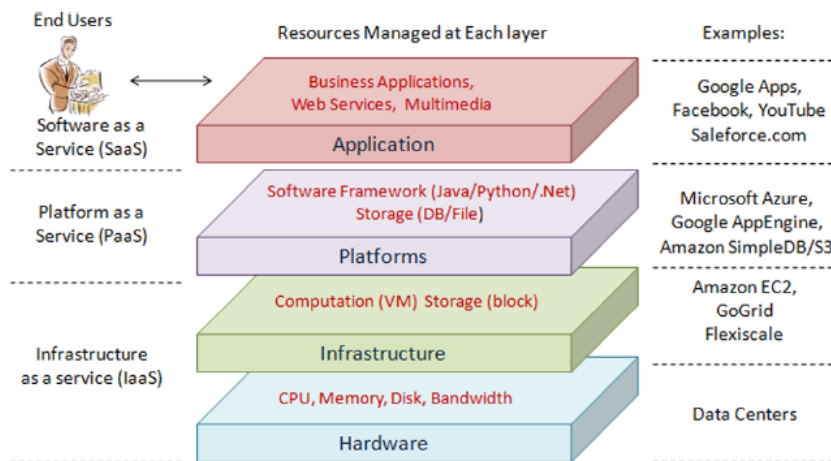 End Users
Resources Managed at Each layer
Examples:
Business Applications,
Web Services, Multimedia
Application
Software as a
Service (SaaS)
Google Apps,
Facebook, YouTube
Saleforce.com
Software Framework (Java/Python/.Net)
Storage (DB/File)
Platforms
Platform as a
Service (PaaS)
Microsoft Azure,
Google AppEngine,
Amazon SimpleDB/S3
Computation (VM) Storage (block)
Infrastructure
Amazon EC2,
GoGrid
Flexiscale
Infrastructure
as a service (IaaS)
CPU, Memory, Disk, Bandwidth
Hardware
Data Centers